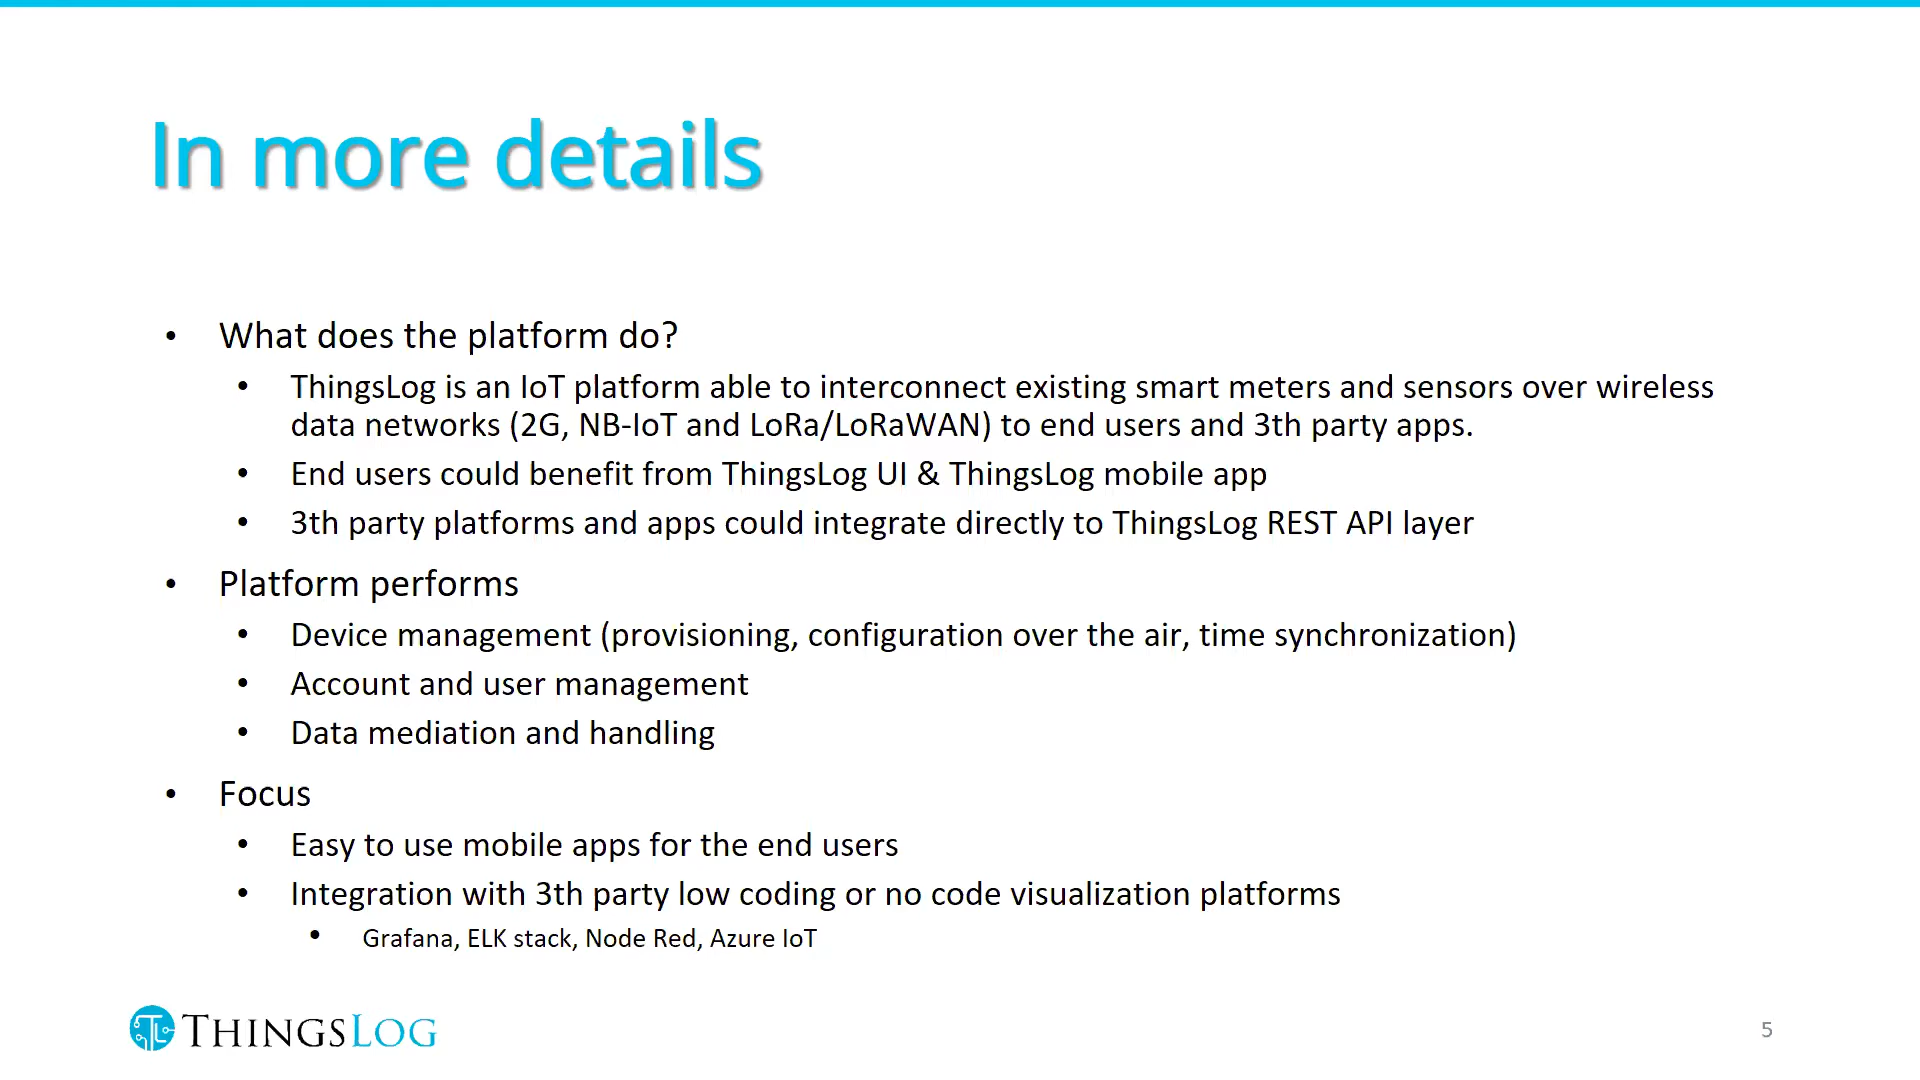 In more details
• What does the platform do?
• ThingsLog is an IoT platform able to interconnect existing smart meters and sensors over wireless
data networks (2G, NB-IoT and LoRa/LoRaWAN) to end users and 3th party apps.
• End users could benefit from ThingsLog UI & ThingsLog mobile app
• 3th party platforms and apps could integrate directly to ThingsLog REST API layer
• Platform performs
• Device management (provisioning, configuration over the air, time synchronization)
• Account and user management
• Data mediation and handling
• Focus
• Easy to use mobile apps for the end users
• Integration with 3th party low coding or no code visualization platforms
• Grafana, ELK stack, Node Red, Azure IoT
THINGSLOG
5